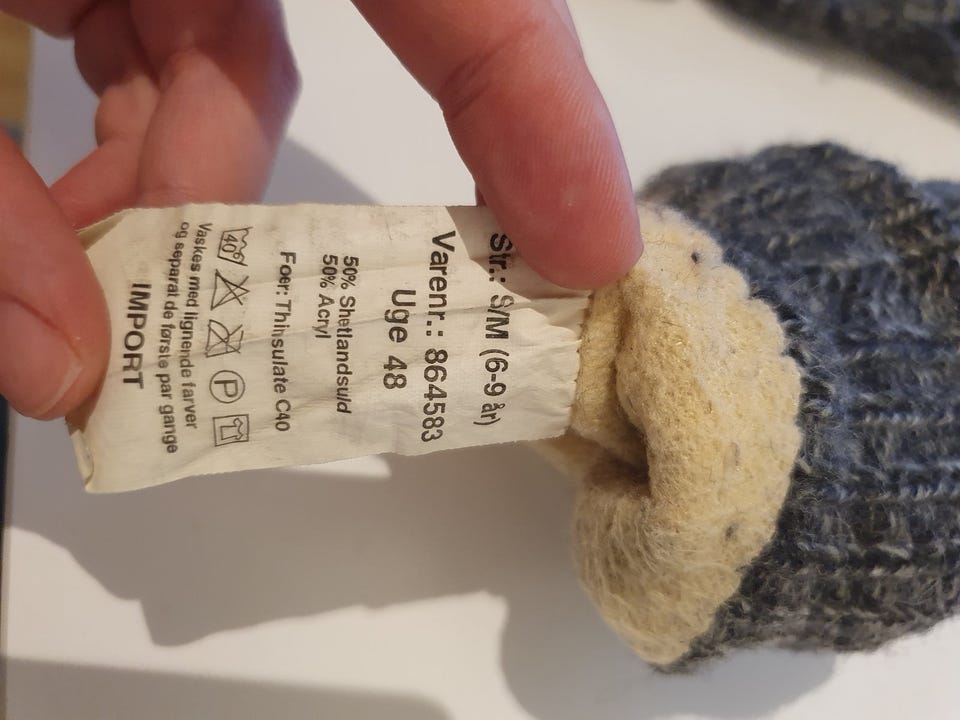 Str.: S/M (6-9 år)
Varenr.: 864583
Uge 48
50% Shetlandsuld
50% Acryl
Foer: Thinsulate C40
40° P
Vaskes med lignende farver
og separat de første par gange
IMPORT